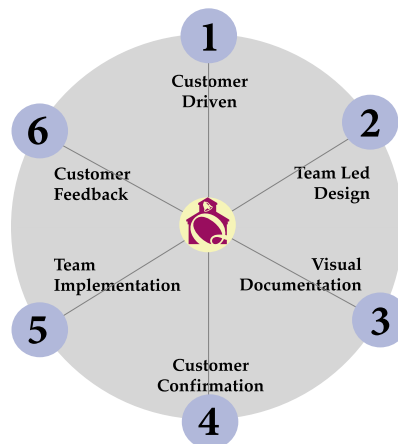 1
Customer
Driven
2
Team Led
Design
Visual
Documentation
3
Customer
Confirmation
4
Team
Implementation
5
6
Customer
Feedback